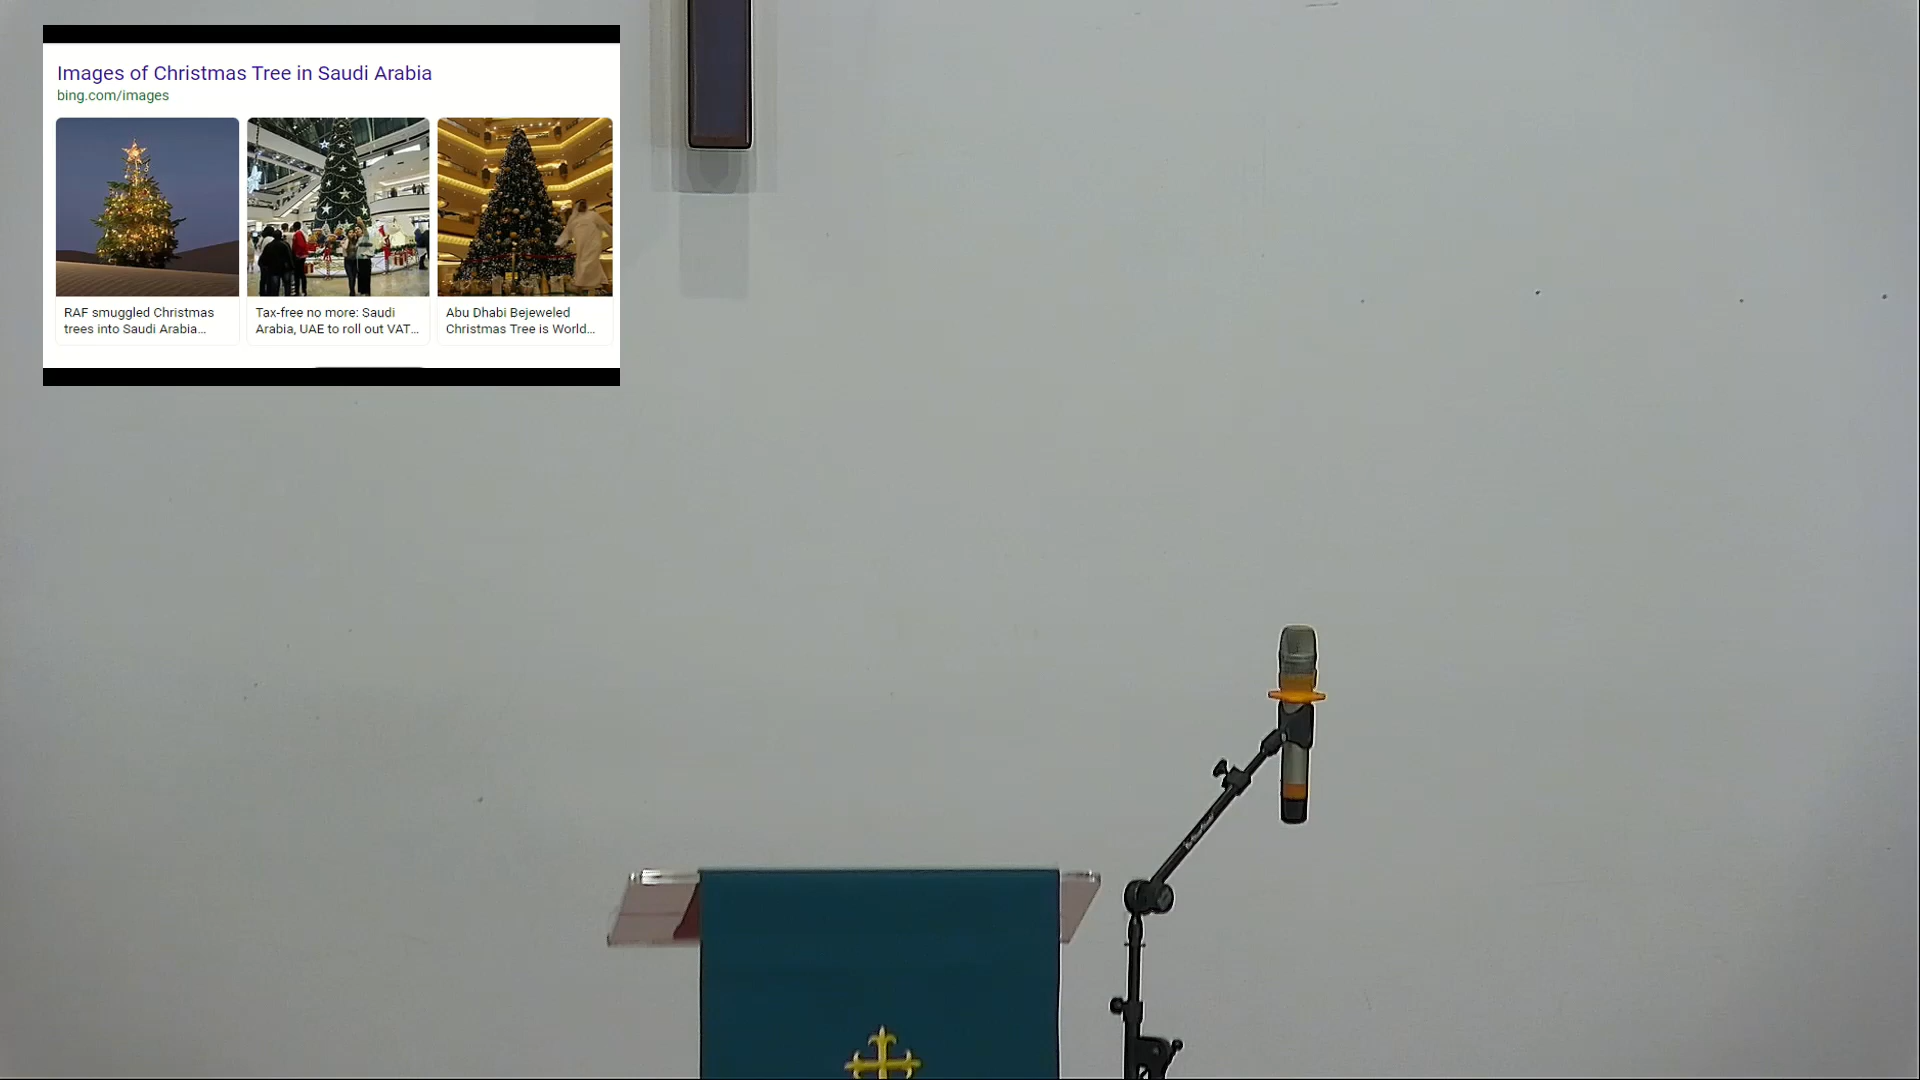 Images of Christmas Tree in Saudi Arabia
bing.com/images
RAF smuggled Christmas
trees into Saudi Arabia...
Tax-free no more: Saudi
Arabia, UAE to roll out VAT...
Abu Dhabi Bejeweled
Christmas Tree is World...